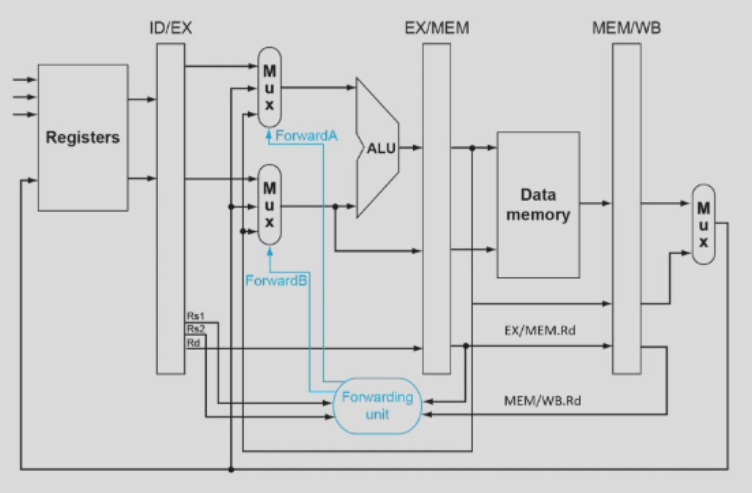 ID/EX
EX/MEM
MEM/WB
Mux
Registers
ForwardA
ALU
Mux
Data
memory
Mux
ForwardB
Rs1
Rs2
Rd
EX/MEM.Rd
Forwarding
unit
MEM/WB.Rd